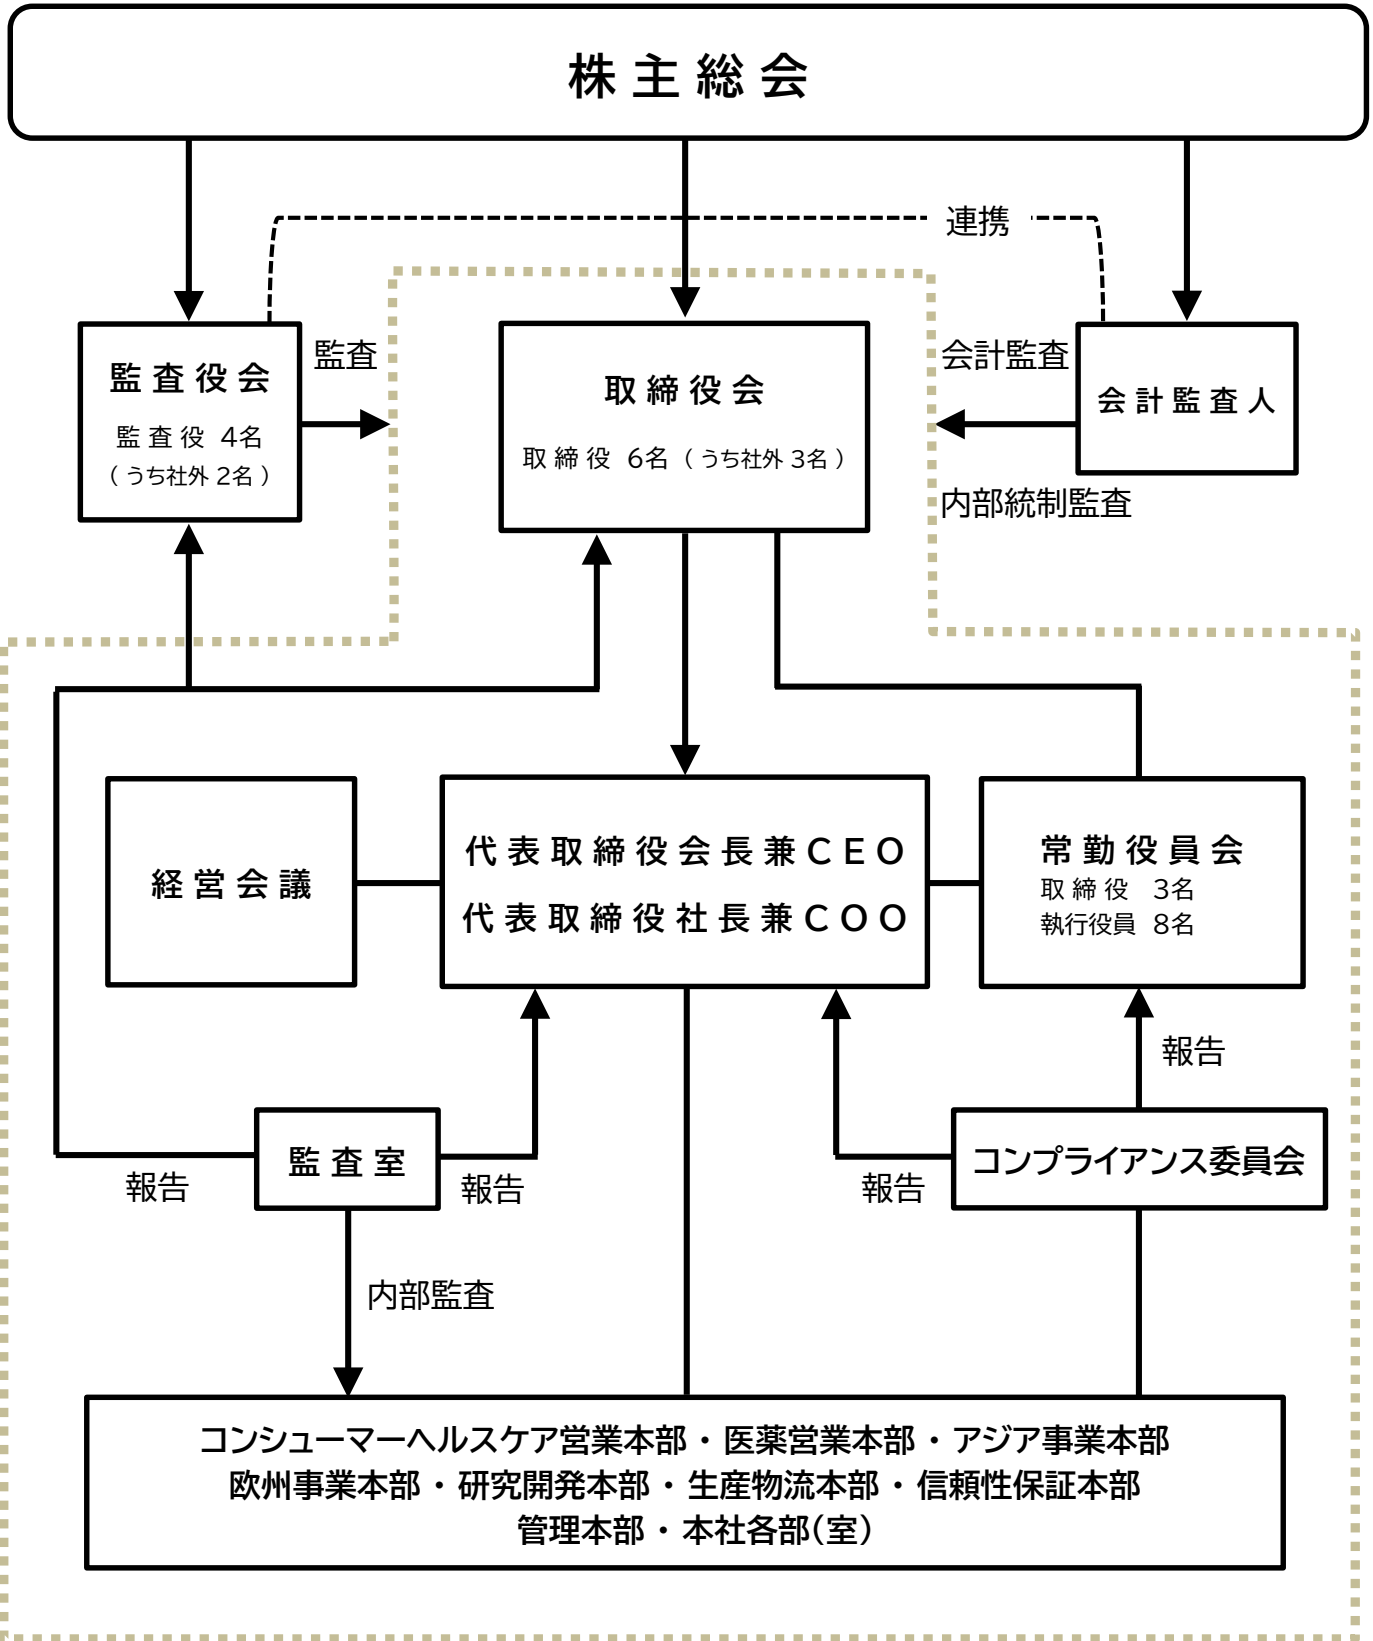 株主総会
連携
監査役会
監査役 4名
（うち社外 2名）
監査
取締役会
取締役 6名（うち社外 3名）
会計監査
会計監査人
内部統制監査
経営会議
代表取締役会長兼CEO
代表取締役社長兼COO
常勤役員会
取締役 3名
執行役員 8名
報告
監査室
コンプライアンス委員会
報告
報告
報告
内部監査
コンシューマーヘルスケア営業本部・医薬営業本部・アジア事業本部
欧州事業本部・研究開発本部・生産物流本部・信頼性保証本部
管理本部・本社各部（室）